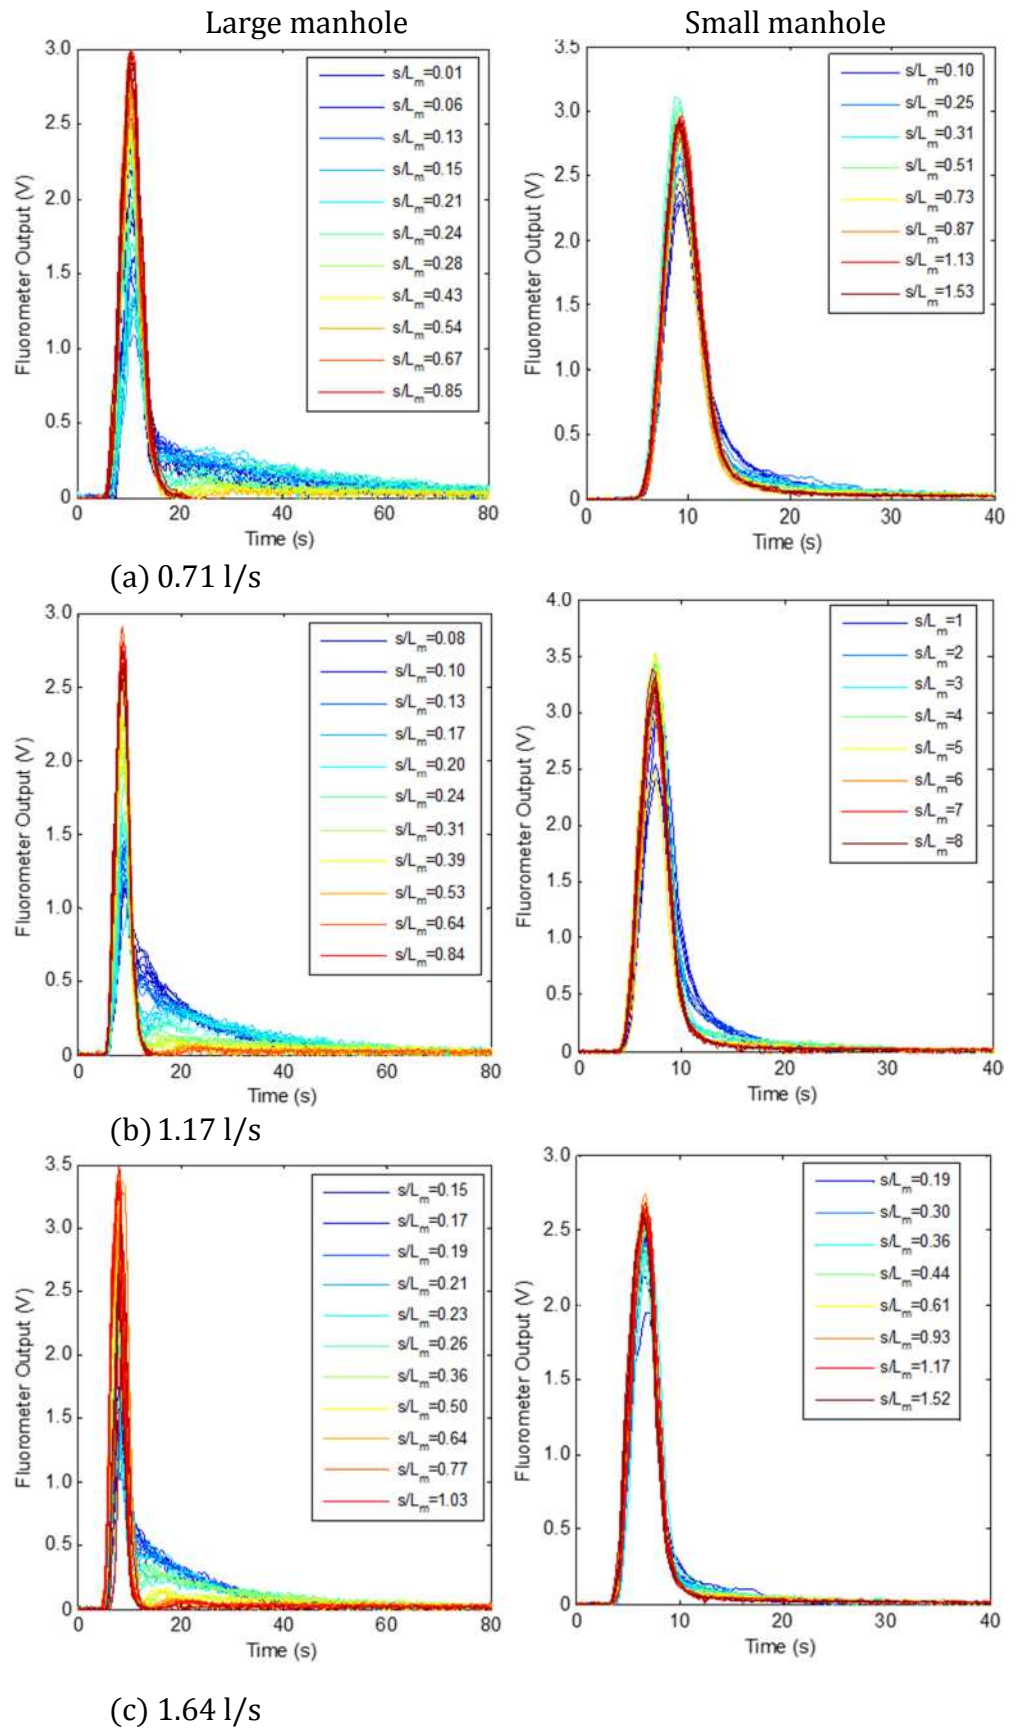 Large manhole
Small manhole
3.0
2.5
2.0
1.5
1.0
0.5
0
Fluorometer Output (V)
0 20 40 60 80
Time (s)
s/Lm=0.01
s/Lm=0.06
s/Lm=0.13
s/Lm=0.15
s/Lm=0.21
s/Lm=0.24
s/Lm=0.28
s/Lm=0.43
s/Lm=0.54
s/Lm=0.67
s/Lm=0.85
3.5
3.0
2.5
2.0
1.5
1.0
0.5
0
Fluorometer Output (V)
0 10 20 30 40
Time (s)
s/Lm=0.10
s/Lm=0.25
s/Lm=0.31
s/Lm=0.51
s/Lm=0.73
s/Lm=0.87
s/Lm=1.13
s/Lm=1.53
(a) 0.71 l/s
3.0
2.5
2.0
1.5
1.0
0.5
0
Fluorometer Output (V)
0 20 40 60 80
Time (s)
s/Lm=0.08
s/Lm=0.10
s/Lm=0.13
s/Lm=0.17
s/Lm=0.20
s/Lm=0.24
s/Lm=0.31
s/Lm=0.39
s/Lm=0.53
s/Lm=0.64
s/Lm=0.84
4.0
3.5
3.0
2.5
2.0
1.5
1.0
0.5
0
Fluorometer Output (V)
0 10 20 30 40
Time (s)
s/Lm=1
s/Lm=2
s/Lm=3
s/Lm=4
s/Lm=5
s/Lm=6
s/Lm=7
s/Lm=8
(b) 1.17 l/s
3.5
3.0
2.5
2.0
1.5
1.0
0.5
0
Fluorometer Output (V)
0 20 40 60 80
Time (s)
s/Lm=0.15
s/Lm=0.17
s/Lm=0.19
s/Lm=0.21
s/Lm=0.23
s/Lm=0.26
s/Lm=0.36
s/Lm=0.50
s/Lm=0.64
s/Lm=0.77
s/Lm=1.03
3.0
2.5
2.0
1.5
1.0
0.5
0
Fluorometer Output (V)
0 10 20 30 40
Time (s)
s/Lm=0.19
s/Lm=0.30
s/Lm=0.36
s/Lm=0.44
s/Lm=0.61
s/Lm=0.93
s/Lm=1.17
s/Lm=1.52
(c) 1.64 l/s